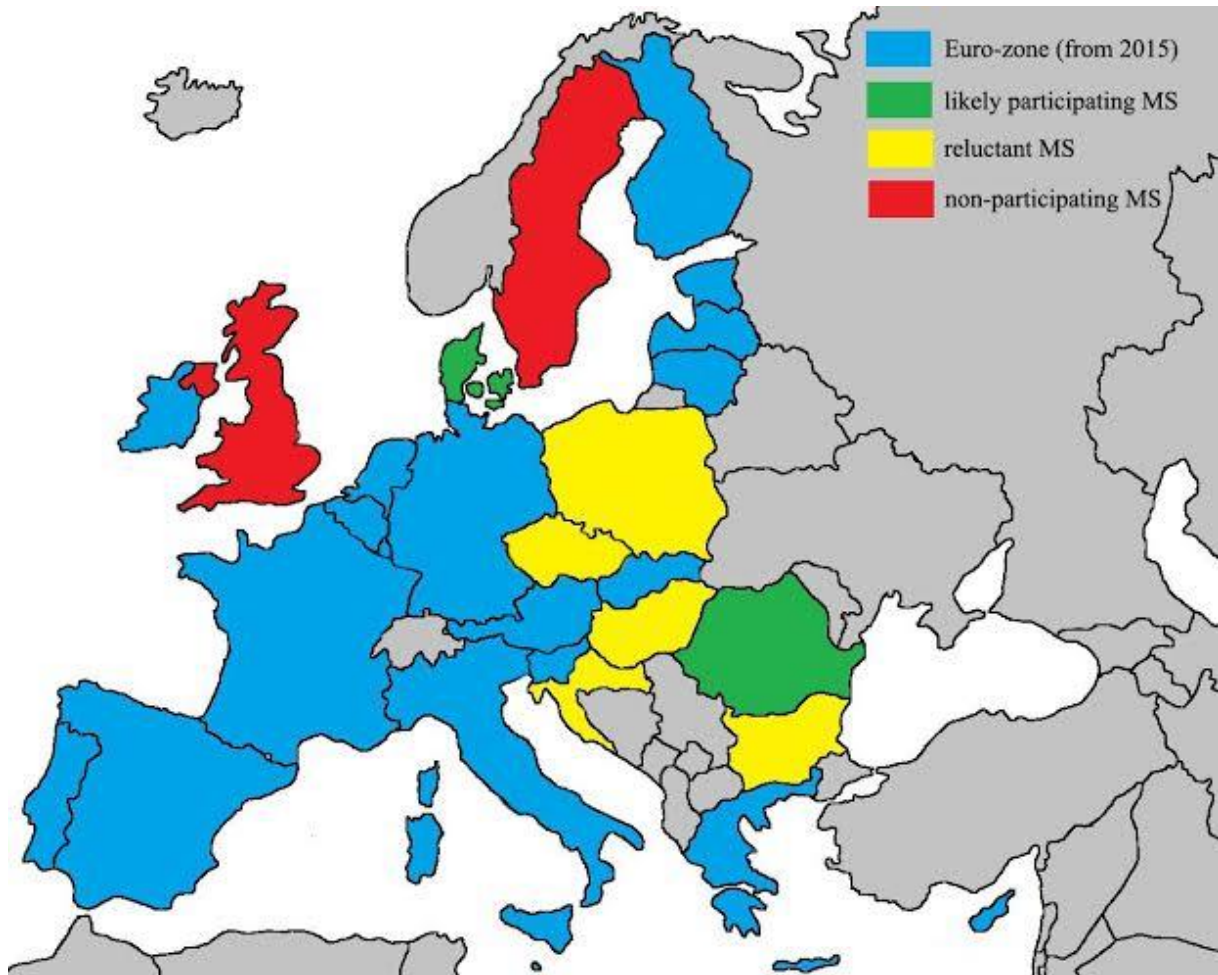 Euro-zone (from 2015)
likely participating MS
reluctant MS
non-participating MS